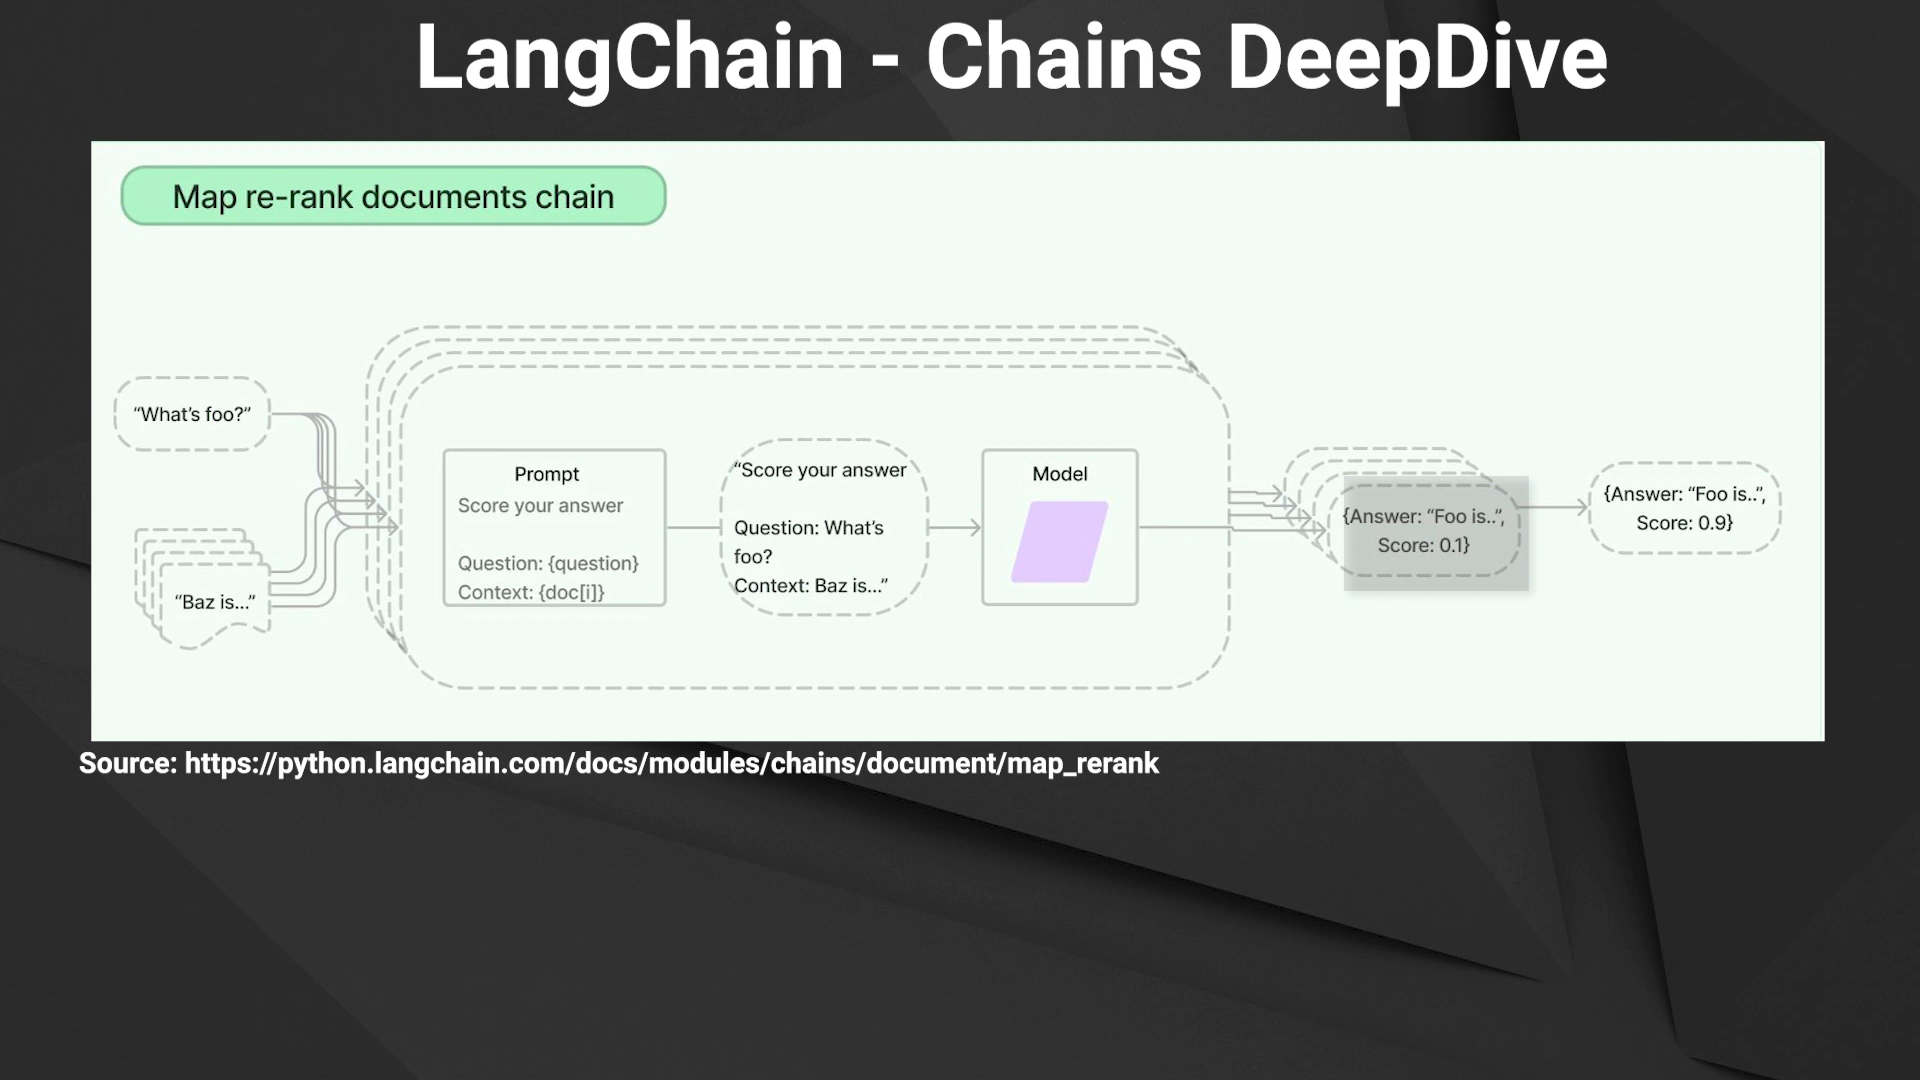 LangChain - Chains DeepDive
Map re-rank documents chain
“What’s foo?”
“Baz is...”
Prompt
Score your answer
Question: {question}
Context: {doc[i]}
“Score your answer
Question: What’s
foo?
Context: Baz is...”
Model
{Answer: “Foo is..”,
Score: 0.1}
{Answer: “Foo is..”,
Score: 0.9}
Source: https://python.langchain.com/docs/modules/chains/document/map_rerank